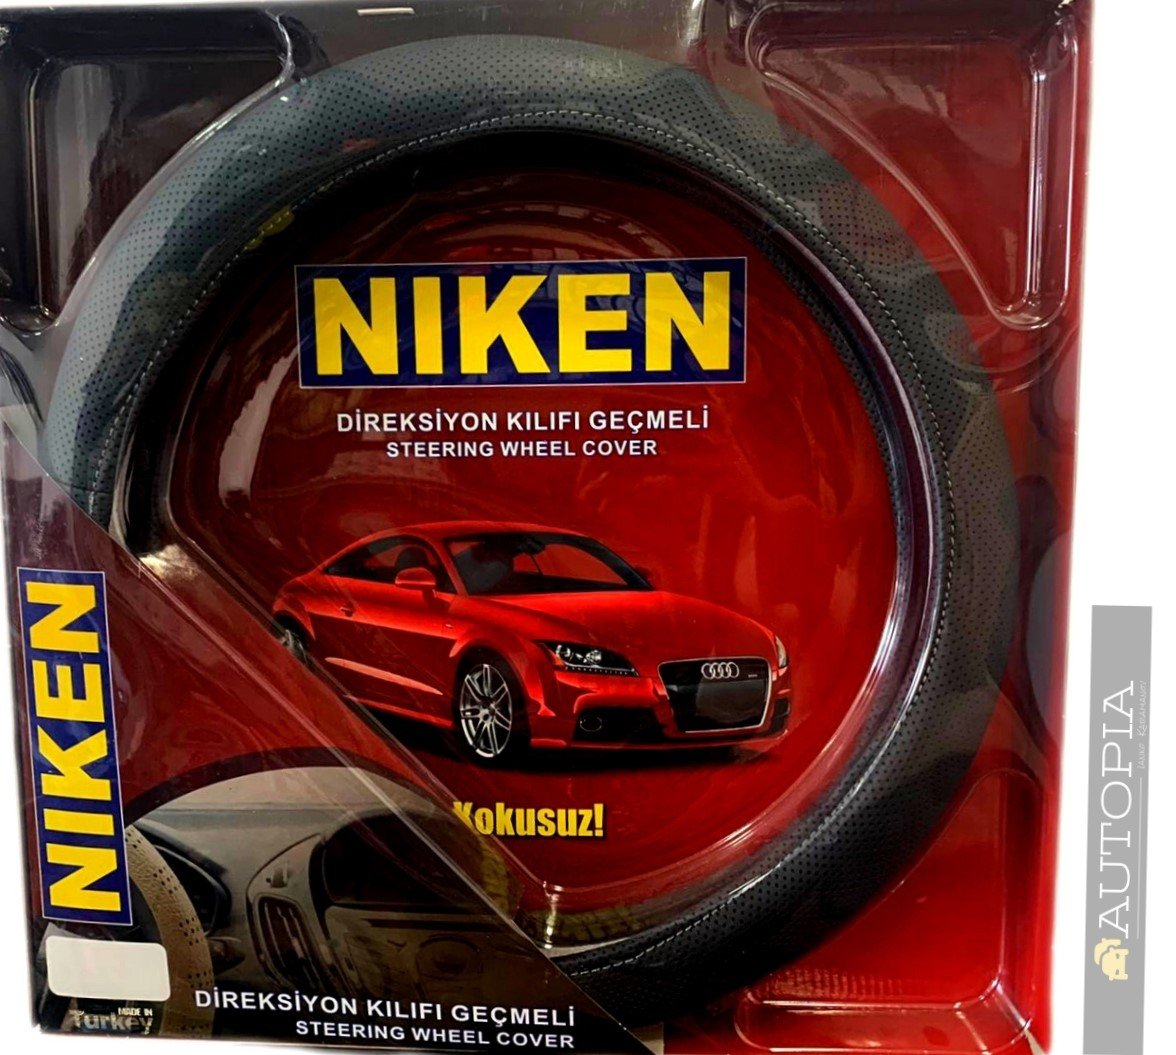 NIKEN
DİREKSİYON KILIFI GEÇMELİ
STEERING WHEEL COVER
Kokusuz!
NIKEN
MADE IN
Turkey
DİREKSİYON KILIFI GEÇMELİ
STEERING WHEEL COVER
AUTOPIA